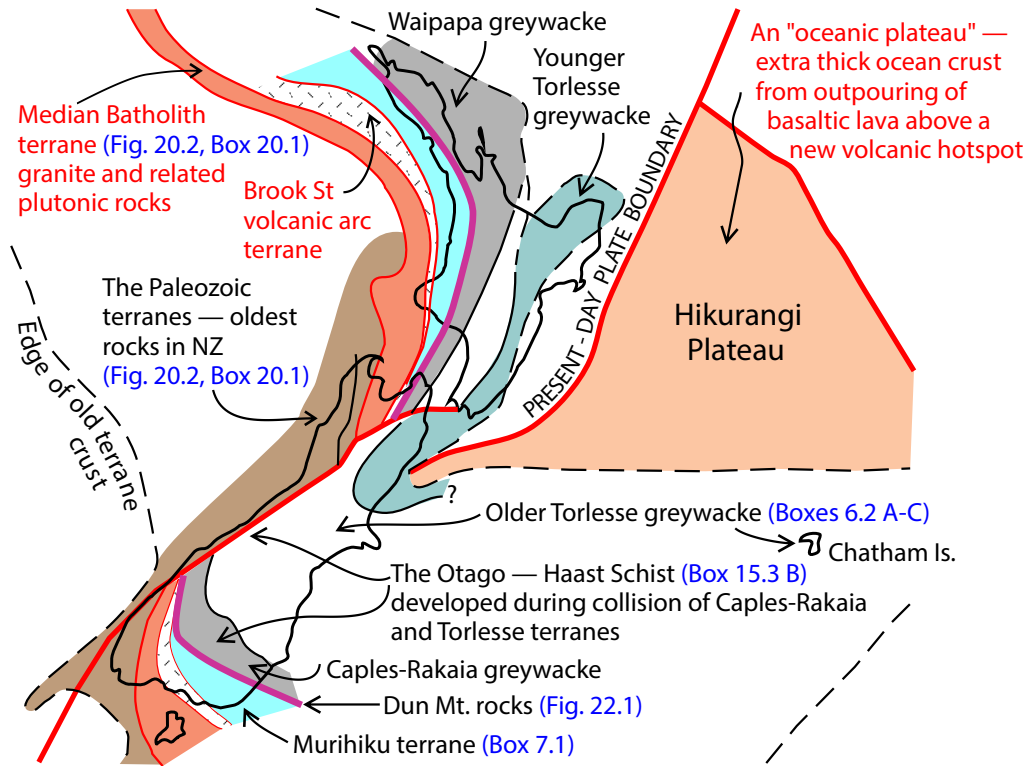 Waipapa greywacke
An "oceanic plateau" —
extra thick ocean crust
from outpouring of
basaltic lava above a
new volcanic hotspot
Younger
Torlesse
greywacke
Median Batholith
terrane (Fig. 20.2, Box 20.1)
granite and related
plutonic rocks
Brook St
volcanic arc
terrane
PRESENT - DAY PLATE BOUNDARY
The Paleozoic
terranes — oldest
rocks in NZ
(Fig. 20.2, Box 20.1)
Hikurangi
Plateau
Edge of old terrane
crust
?
Older Torlesse greywacke (Boxes 6.2 A-C)
Chatham Is.
The Otago — Haast Schist (Box 15.3 B)
developed during collision of Caples-Rakaia
and Torlesse terranes
Caples-Rakaia greywacke
Dun Mt. rocks (Fig. 22.1)
Murihiku terrane (Box 7.1)